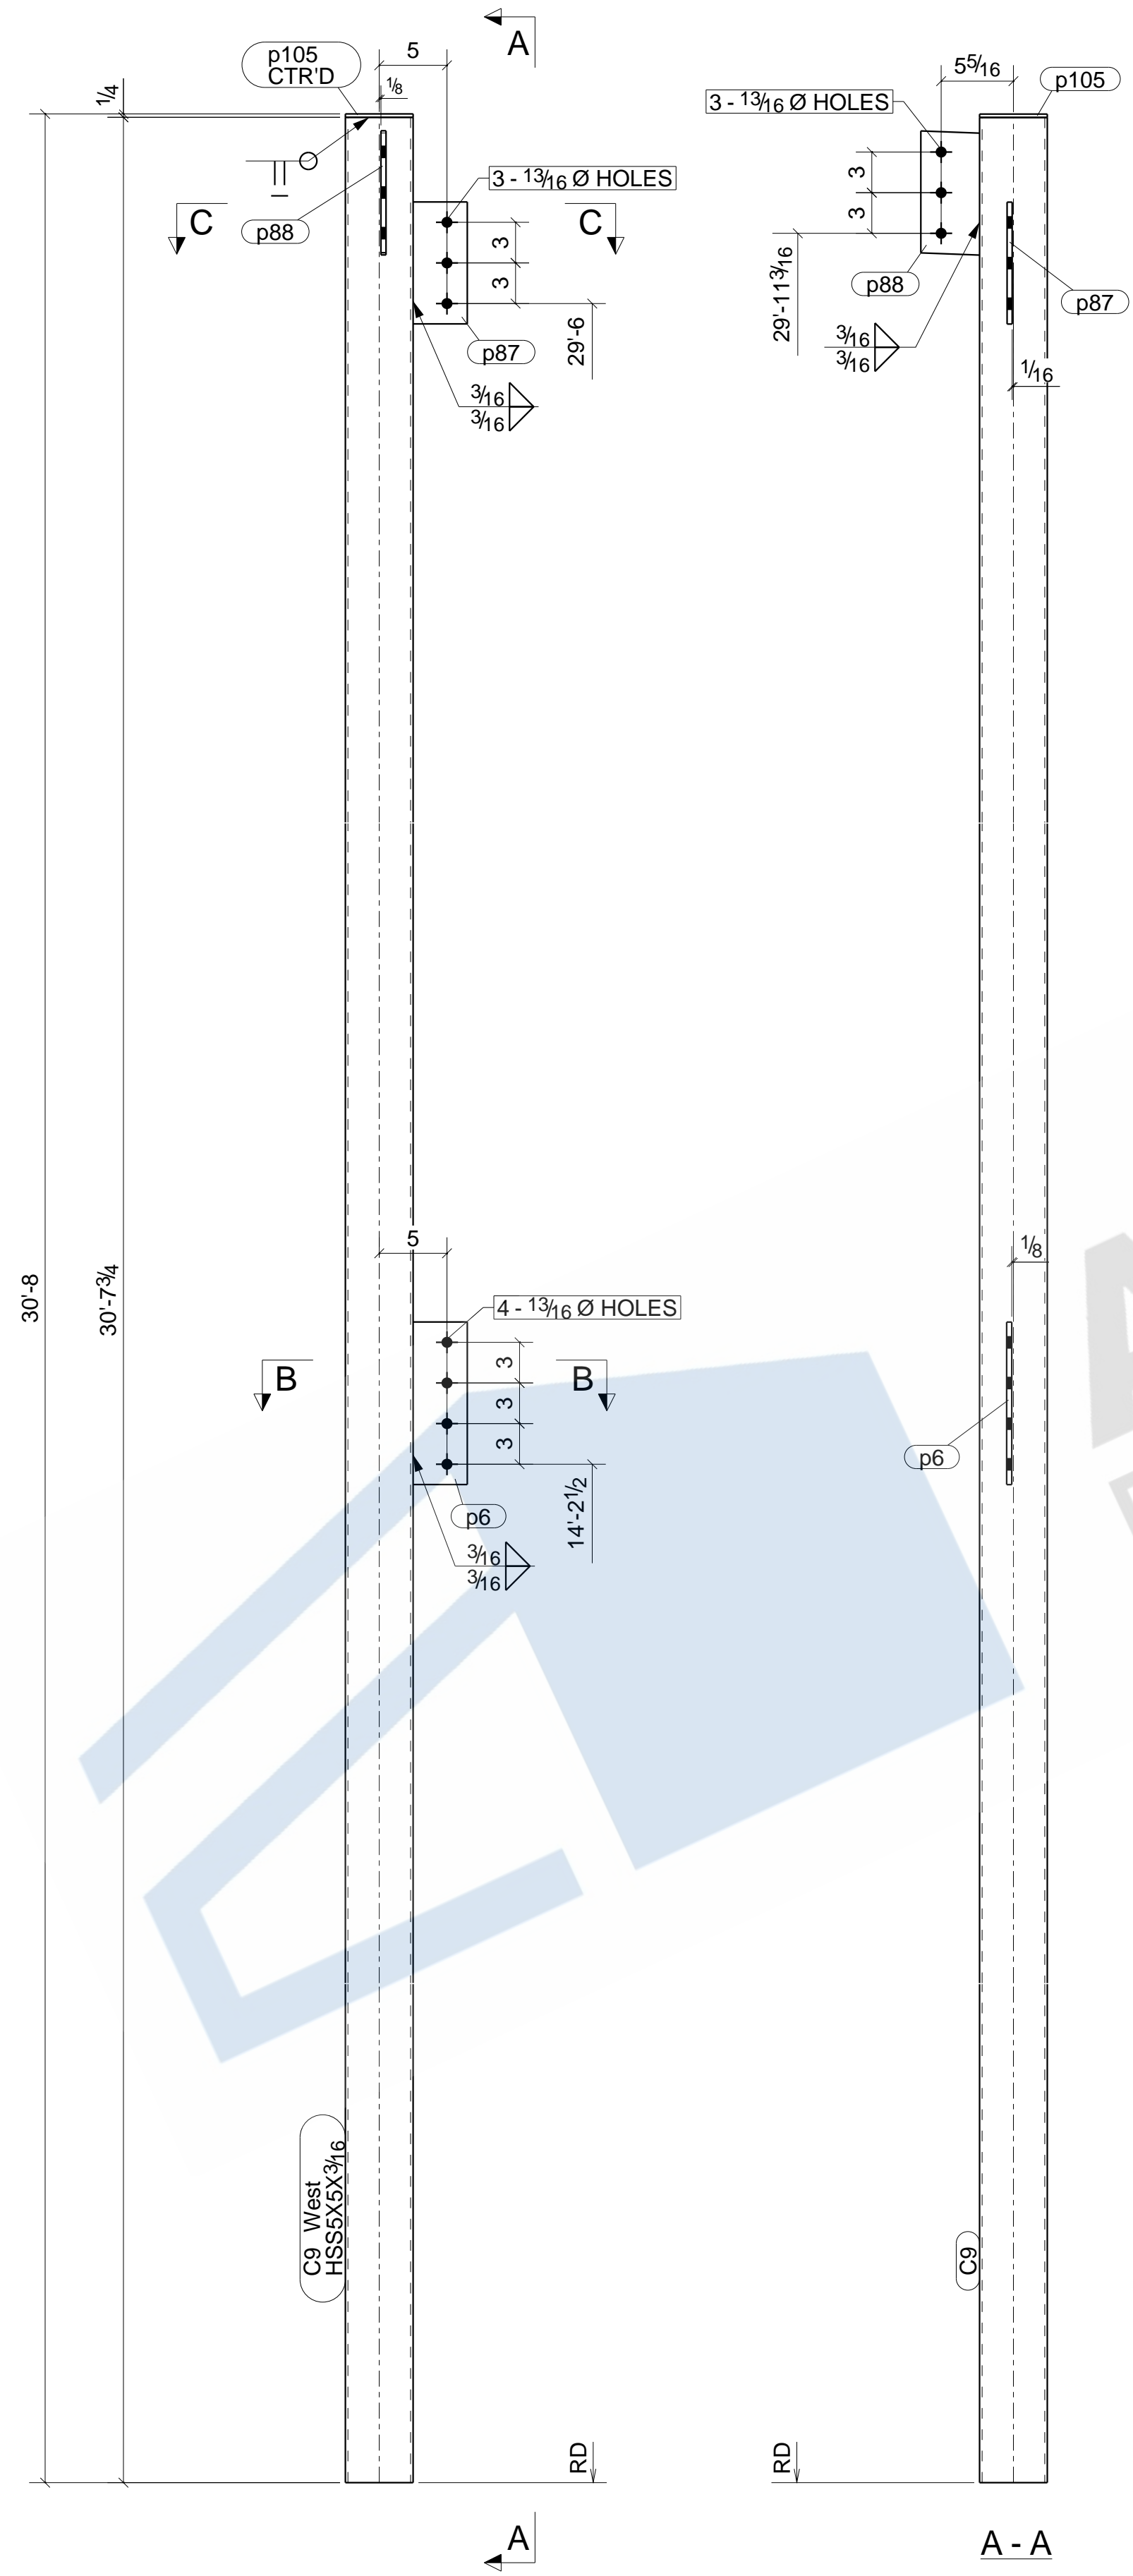 A
p105
CTR'D
5
1/8
1/4
3 - 13/16 Ø HOLES
C
C
p88
3
3
p87
29'-6
3/16
3/16
30'-8
30'-7 3/4
5
4 - 13/16 Ø HOLES
B
B
3
3
3
p6
14'-2 1/2
3/16
3/16
C9 West
HSS5X5X3/16
RD
A
5 5/16
p105
3 - 13/16 Ø HOLES
3
3
p88
29'-11 3/16
p87
3/16
3/16
1/16
1/8
p6
C9
RD
A - A